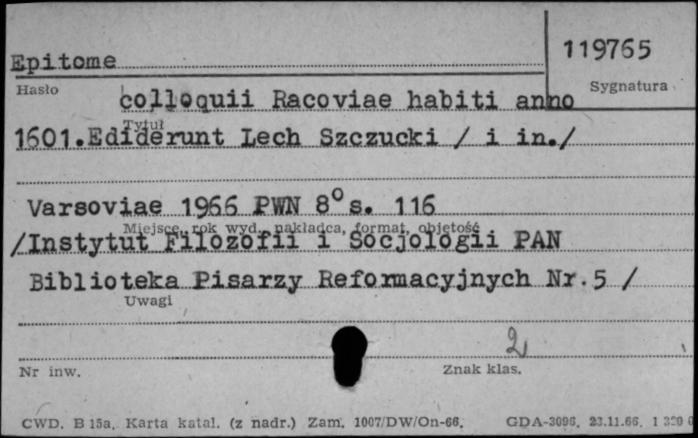 119765
Epitome
Hasło
Sygnatura
colloquii Racoviae habiti anno
Tytuł
1601.Ediderunt Lech Szczucki / i in./
Varsoviae 1966 PWN 8° s. 116
Miejsce, rok wyd., nakładca, format, objętość
/Instytut Filozofii i Socjologii PAN
Biblioteka Pisarzy Reformacyjnych Nr.5 /
Uwagi
2
Nr inw.
Znak klas.
CWD. B 15a. Karta katal. (z nadr.) Zam. 1007/DW/On-66. GDA-3096. 23.11.66.